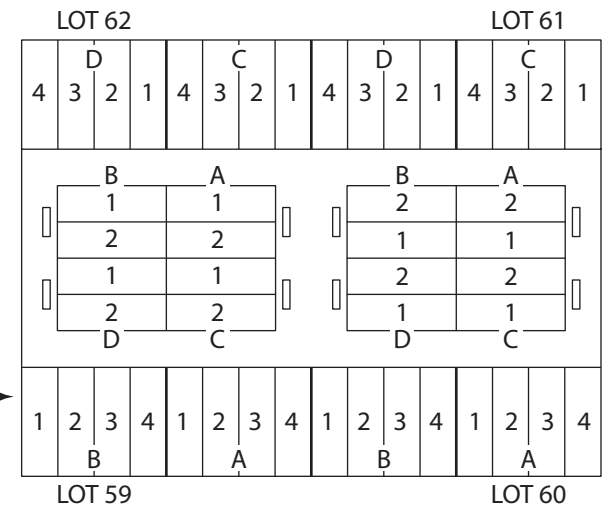 LOT 62 LOT 61
D C D C
4 3 2 1 4 3 2 1 4 3 2 1 4 3 2 1
B A B A
1 1 2 2
2 2 1 1
1 1 2 2
2 2 1 1
D C D C
1 2 3 4 1 2 3 4 1 2 3 4 1 2 3 4
B A B A
LOT 59 LOT 60